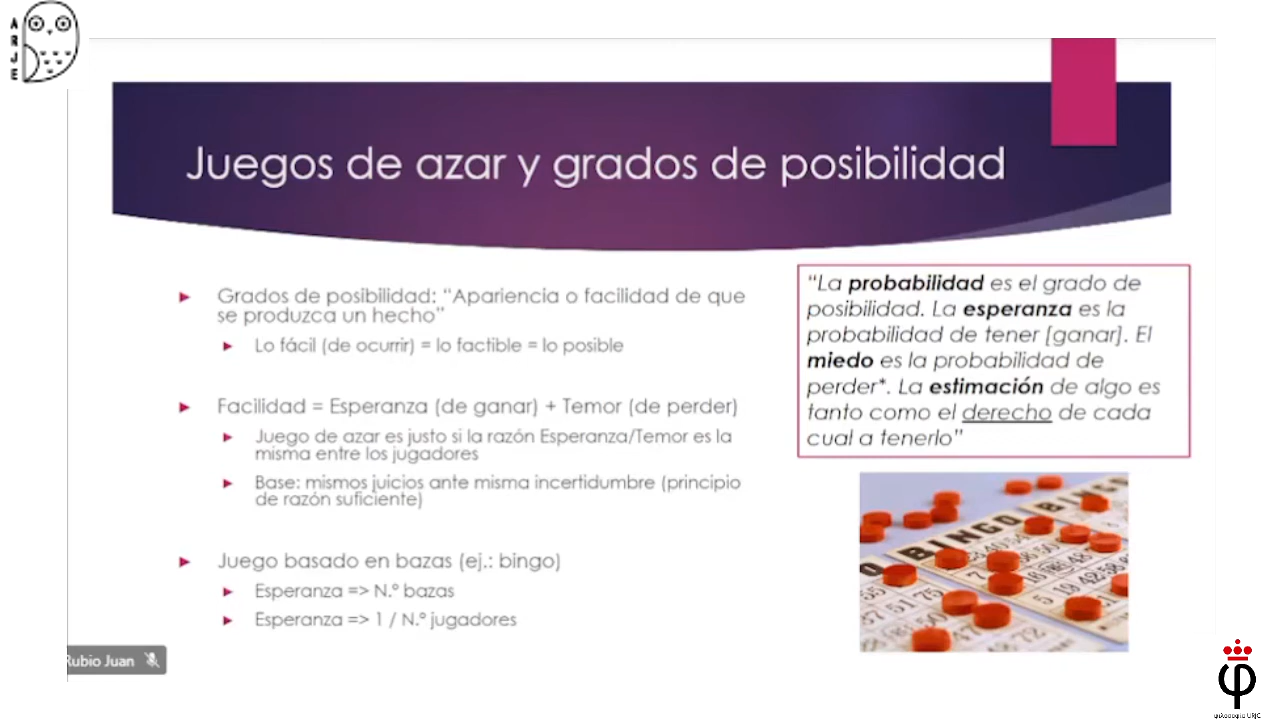 ARJE
Juegos de azar y grados de posibilidad
Grados de posibilidad: “Apariencia o facilidad de que
se produzca un hecho”
Lo fácil (de ocurrir) = lo factible = lo posible
Facilidad = Esperanza (de ganar) + Temor (de perder)
Juego de azar es justo si la razón Esperanza/Temor es la
misma entre los jugadores
Base: mismos juicios ante misma incertidumbre (principio
de razón suficiente)
Juego basado en bazas (ej.: bingo)
Esperanza => N.º bazas
Esperanza => 1 / N.º jugadores
“La probabilidad es el grado de
posibilidad. La esperanza es la
probabilidad de tener [ganar]. El
miedo es la probabilidad de
perder*. La estimación de algo es
tanto como el derecho de cada
cual a tenerlo”
BINGO
BINGO
Rubio Juan
φιλοσοφία URJC